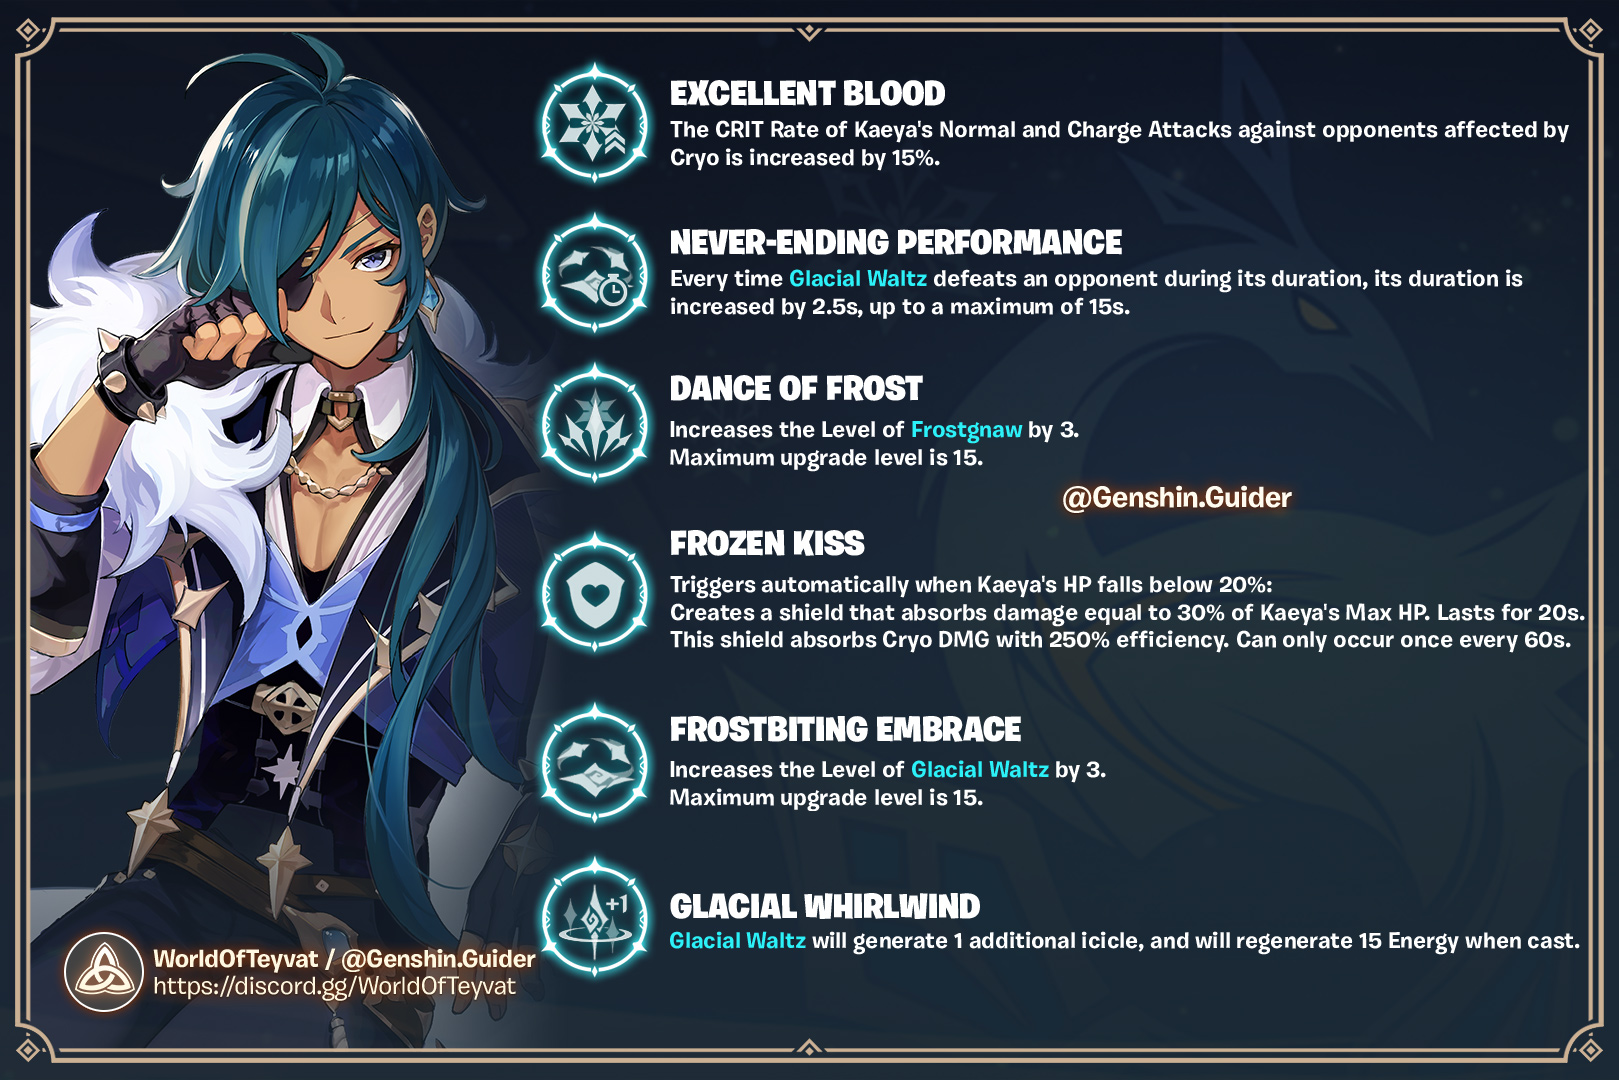 EXCELLENT BLOOD
The CRIT Rate of Kaeya's Normal and Charge Attacks against opponents affected by
Cryo is increased by 15%.
NEVER-ENDING PERFORMANCE
Every time Glacial Waltz defeats an opponent during its duration, its duration is
increased by 2.5s, up to a maximum of 15s.
DANCE OF FROST
Increases the Level of Frostgnaw by 3.
Maximum upgrade level is 15.
@Genshin.Guider
FROZEN KISS
Triggers automatically when Kaeya's HP falls below 20%:
Creates a shield that absorbs damage equal to 30% of Kaeya's Max HP. Lasts for 20s.
This shield absorbs Cryo DMG with 250% efficiency. Can only occur once every 60s.
FROSTBITING EMBRACE
Increases the Level of Glacial Waltz by 3.
Maximum upgrade level is 15.
+1
GLACIAL WHIRLWIND
Glacial Waltz will generate 1 additional icicle, and will regenerate 15 Energy when cast.
WorldOfTeyvat / @Genshin.Guider
https://discord.gg/WorldOfTeyvat